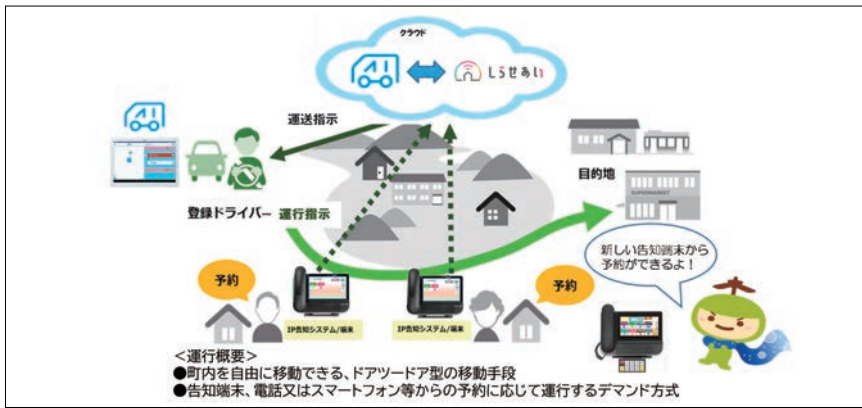 クラウド
しらせあい
運送指示
目的地
SUPERMARKET
登録ドライバー 運行指示
新しい告知端末から
予約ができるよ!
予約
予約
IP告知システム/端末
IP告知システム/端末
<運行概要>
●町内を自由に移動できる、ドアツードア型の移動手段
●告知端末、電話又はスマートフォン等からの予約に応じて運行するデマンド方式